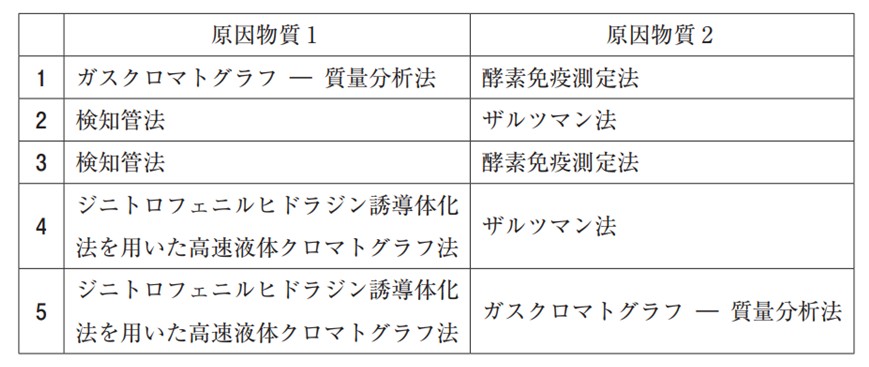 原因物質1 原因物質2
1 ガスクロマトグラフ ― 質量分析法 酵素免疫測定法
2 検知管法 ザルツマン法
3 検知管法 酵素免疫測定法
4 ジニトロフェニルヒドラジン誘導体化
法を用いた高速液体クロマトグラフ法 ザルツマン法
5 ジニトロフェニルヒドラジン誘導体化
法を用いた高速液体クロマトグラフ法 ガスクロマトグラフ ― 質量分析法